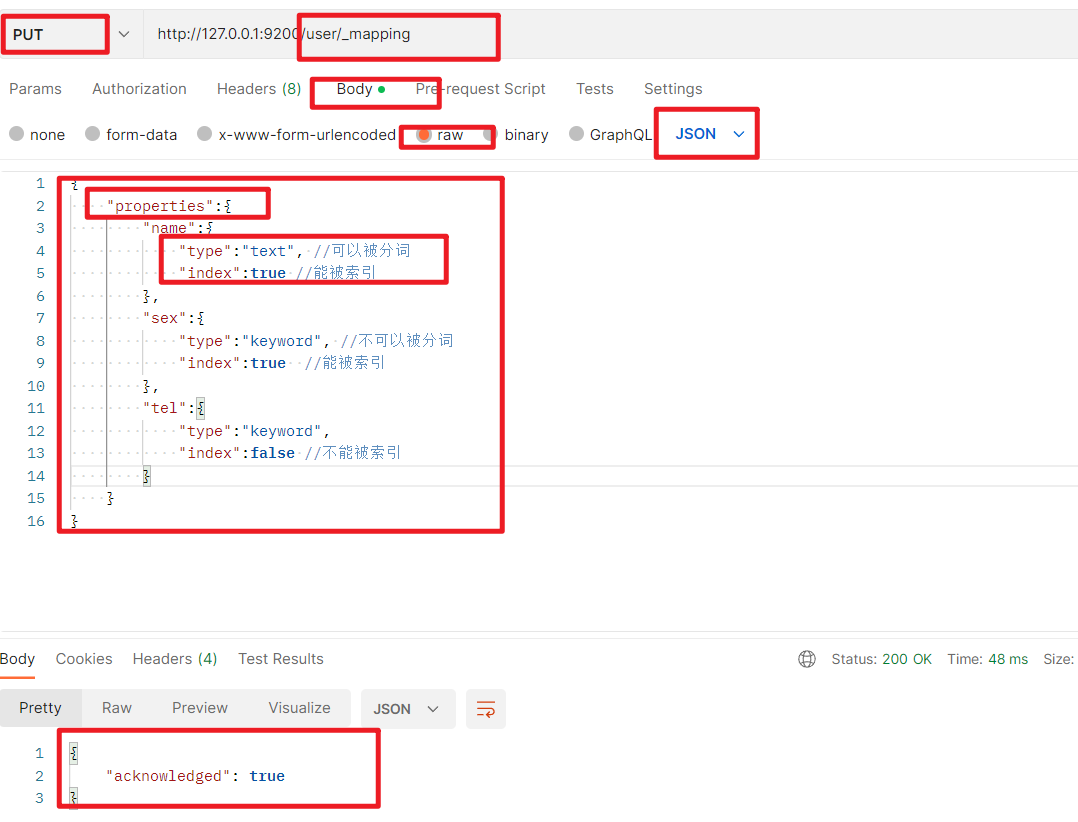 PUT http://127.0.0.1:9200/user/_mapping
Params Authorization Headers (8) Body Pre-request Script Tests Settings
none form-data x-www-form-urlencoded raw binary GraphQL JSON
1 {
2 "properties":{
3 "name":{
4 "type":"text", //可以被分词
5 "index":true //能被索引
6 },
7 "sex":{
8 "type":"keyword", //不可以被分词
9 "index":true //能被索引
10 },
11 "tel":{
12 "type":"keyword",
13 "index":false //不能被索引
14 }
15 }
16 }
Body Cookies Headers (4) Test Results Status: 200 OK Time: 48 ms Size:
Pretty Raw Preview Visualize JSON
1 {
2 "acknowledged": true
3 }